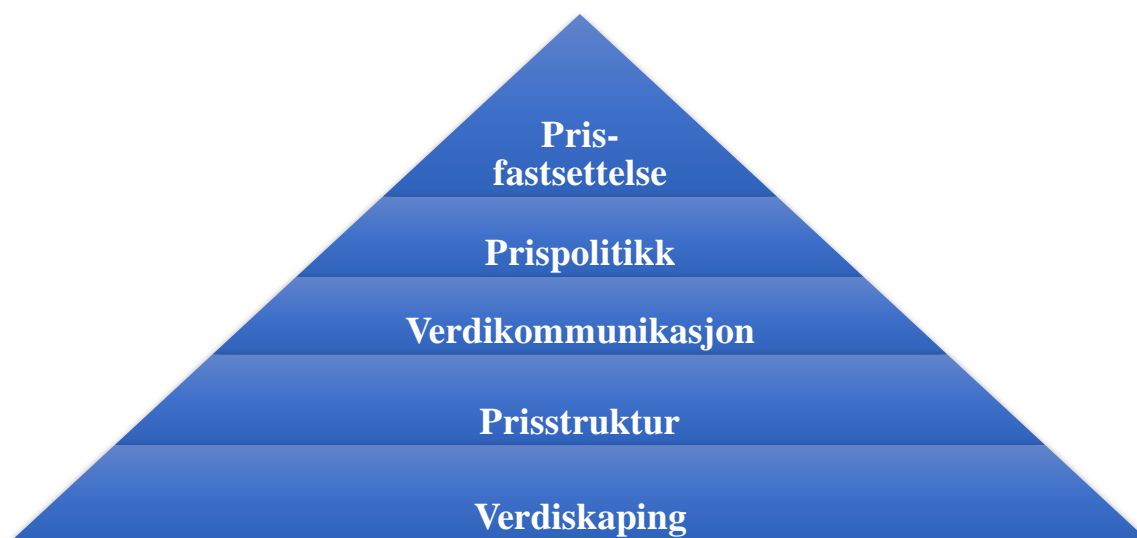 Pris-
fastsettelse
Prispolitikk
Verdikommunikasjon
Prisstruktur
Verdiskaping